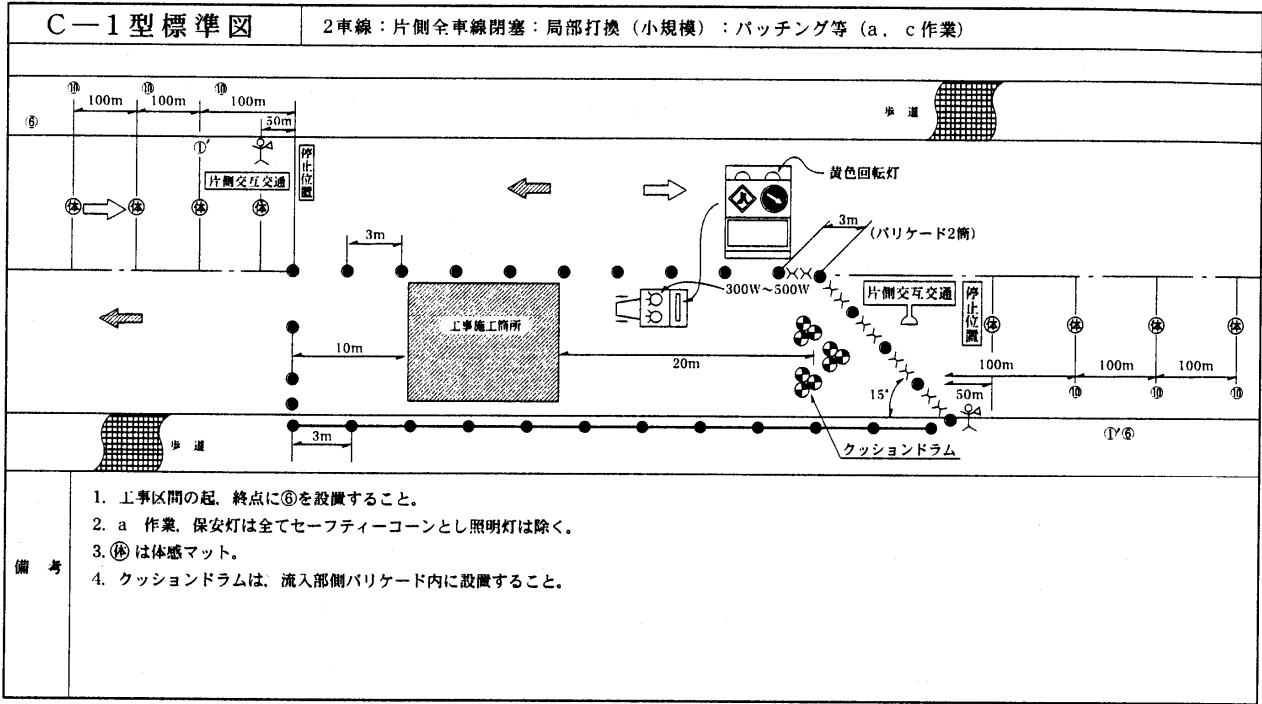 C－1型標準図
2車線：片側全車線閉塞：局部打換（小規模）：パッチング等（a，c作業）
⑩ ⑩ ⑩
100m 100m 100m
⑥
50m
歩道
①′
停止位置
片側交互交通
黄色回転灯
体 体 体 体
3m
3m
(バリケード2箇)
300W～500W
片側交互交通
停止位置
工事施工箇所
体 体 体 体
10m
20m
100m 100m 100m
15°
50m
⑩ ⑩ ⑩
歩道
3m
クッションドラム
①′⑥
備考
1. 工事区間の起，終点に⑥を設置すること。
2. a 作業，保安灯は全てセーフティーコーンとし照明灯は除く。
3. ㊡体は体感マット。
4. クッションドラムは，流入部側バリケード内に設置すること。